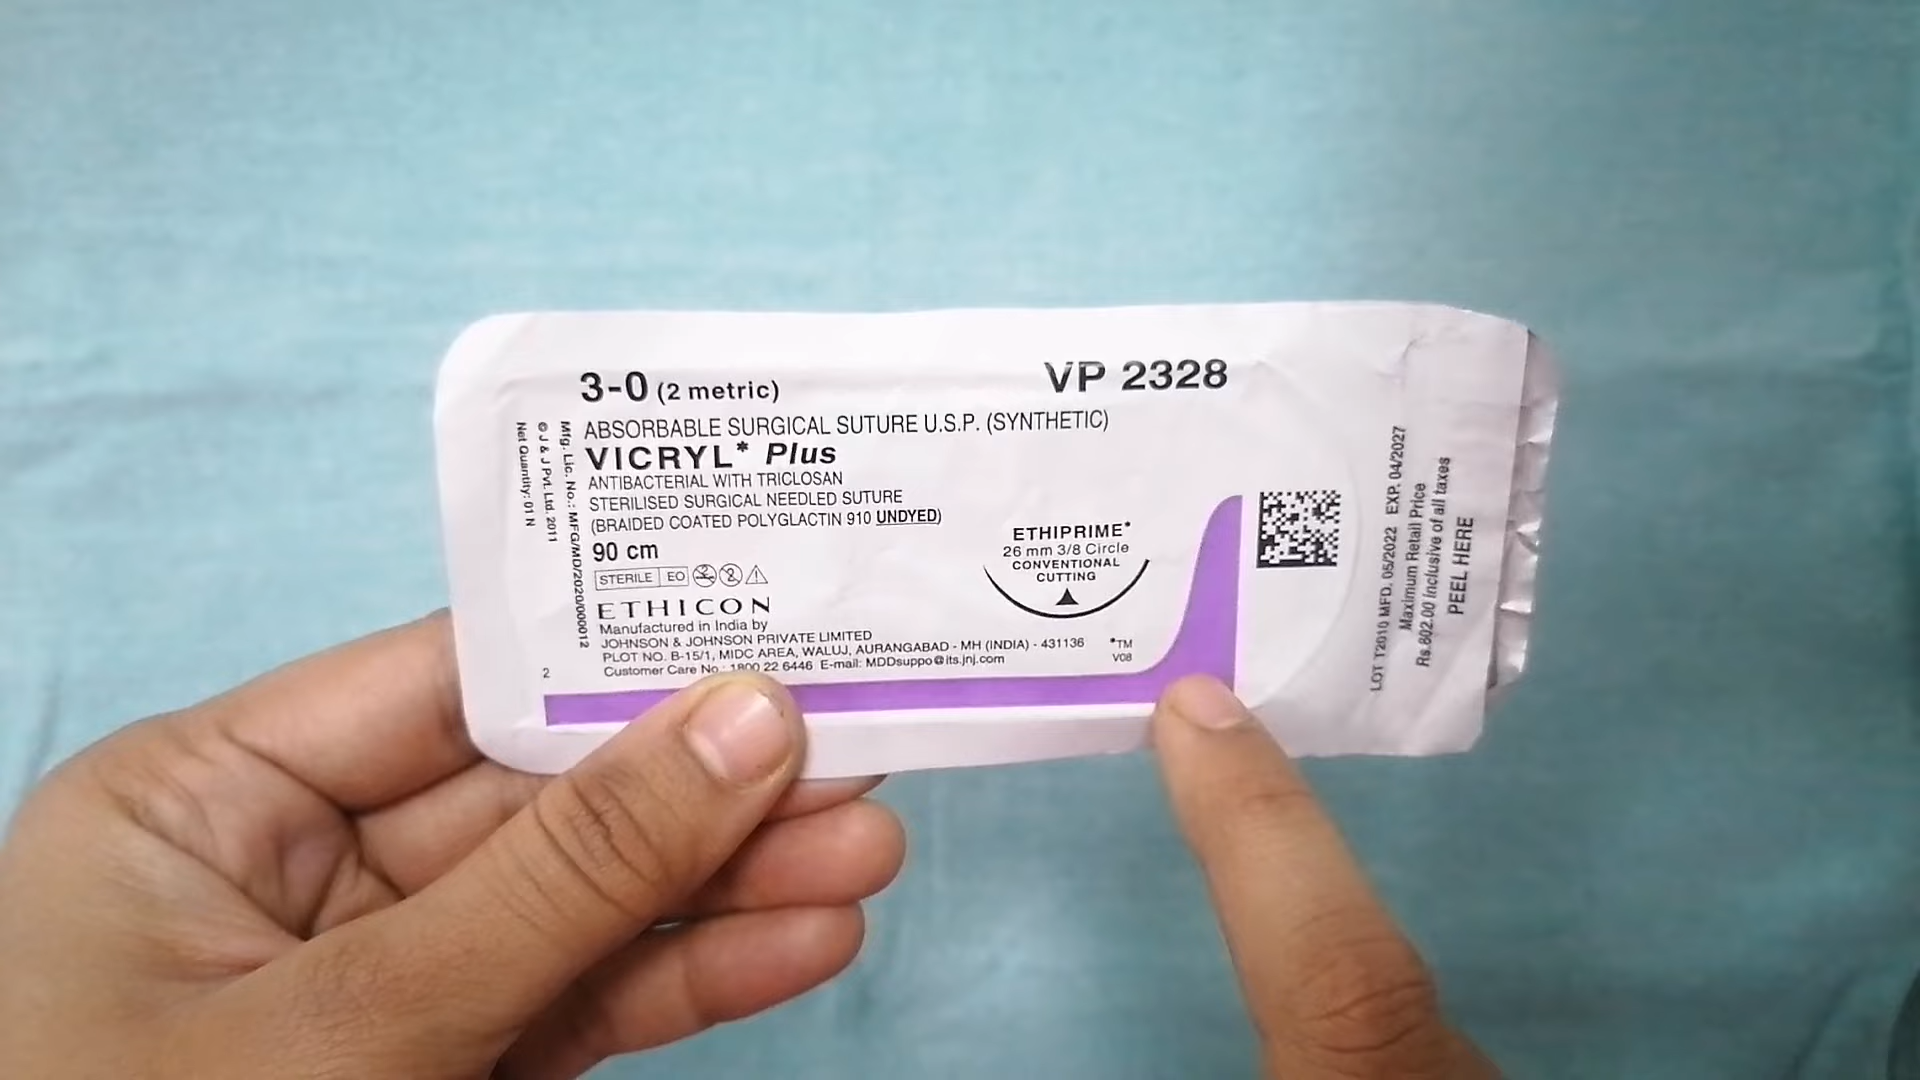 3-0 (2 metric)
VP 2328
ABSORBABLE SURGICAL SUTURE U.S.P. (SYNTHETIC)
VICRYL* Plus
ANTIBACTERIAL WITH TRICLOSAN
STERILISED SURGICAL NEEDLED SUTURE
(BRAIDED COATED POLYGLACTIN 910 UNDYED)
90 cm
STERILE EO
ETHICON
Manufactured in India by
JOHNSON & JOHNSON PRIVATE LIMITED
PLOT NO. B-15/1, MIDC AREA, WALUJ, AURANGABAD - MH (INDIA) - 431136
Customer Care No.: 1800 22 6446 E-mail: MDDsuppo@its.jnj.com
2
Mfg. Lic. No.: MFG/MD/2020/000012
© J & J Pvt. Ltd. 2011
Net Quantity: 01 N
ETHIPRIME*
26 mm 3/8 Circle
CONVENTIONAL
CUTTING
*TM
V08
LOT T2010 MFD. 05/2022 EXP. 04/2027
Maximum Retail Price
Rs.602.00 Inclusive of all taxes
PEEL HERE